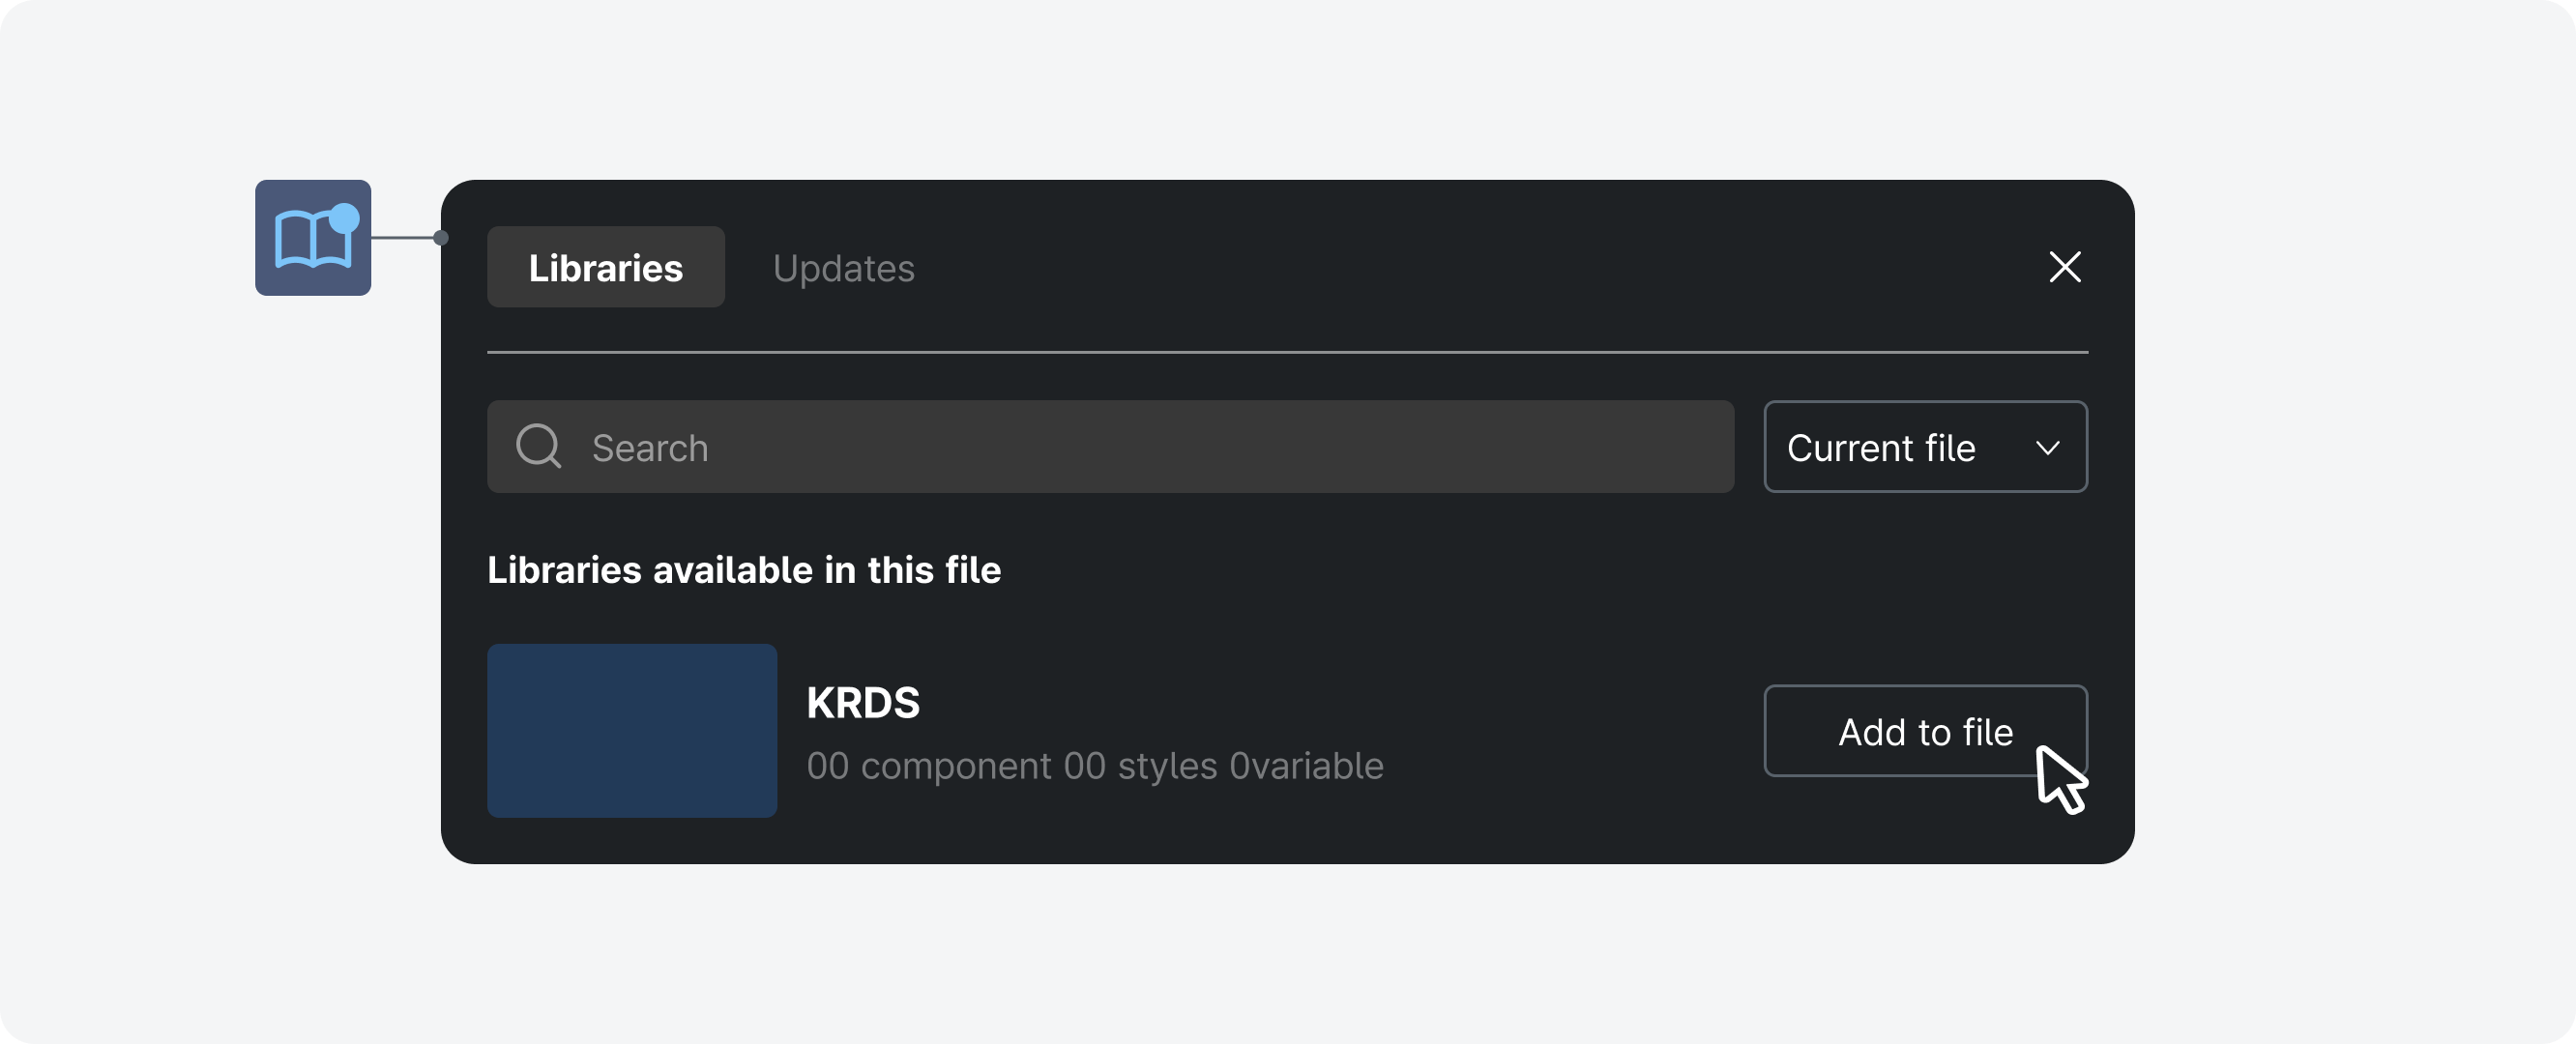 Libraries
Updates
Search
Current file
Libraries available in this file
KRDS
00 component 00 styles 0variable
Add to file